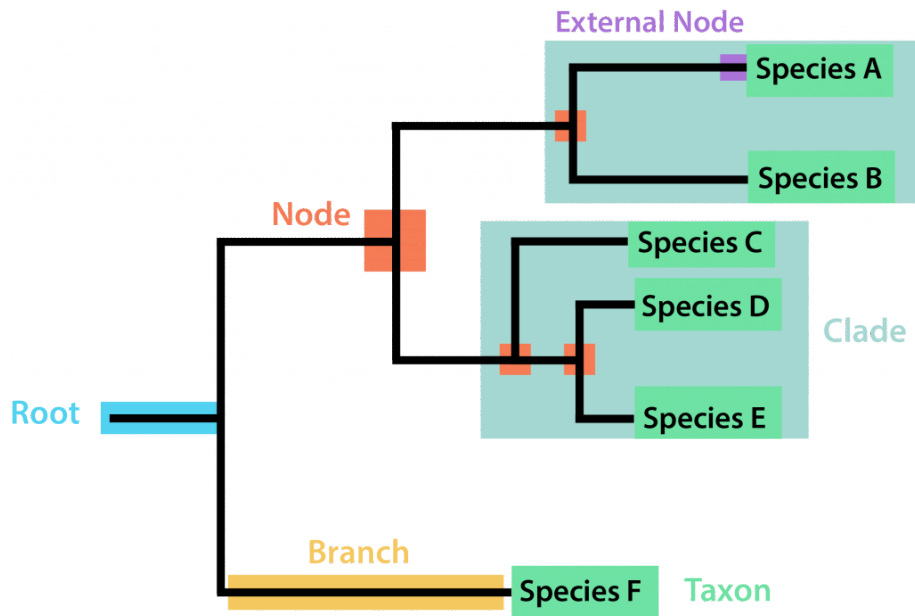 External Node
Species A
Species B
Node
Species C
Species D
Clade
Species E
Root
Branch
Species F
Taxon